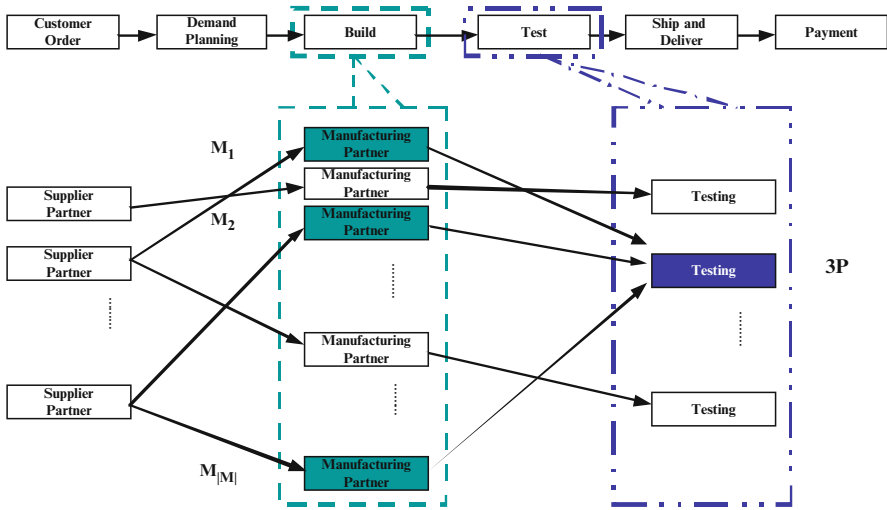 Customer
Order
Demand
Planning
Build
Test
Ship and
Deliver
Payment
M1
Manufacturing
Partner
Manufacturing
Partner
Supplier
Partner
Testing
M2
Manufacturing
Partner
Supplier
Partner
Testing
3P
Manufacturing
Partner
Supplier
Partner
Testing
M|M|
Manufacturing
Partner